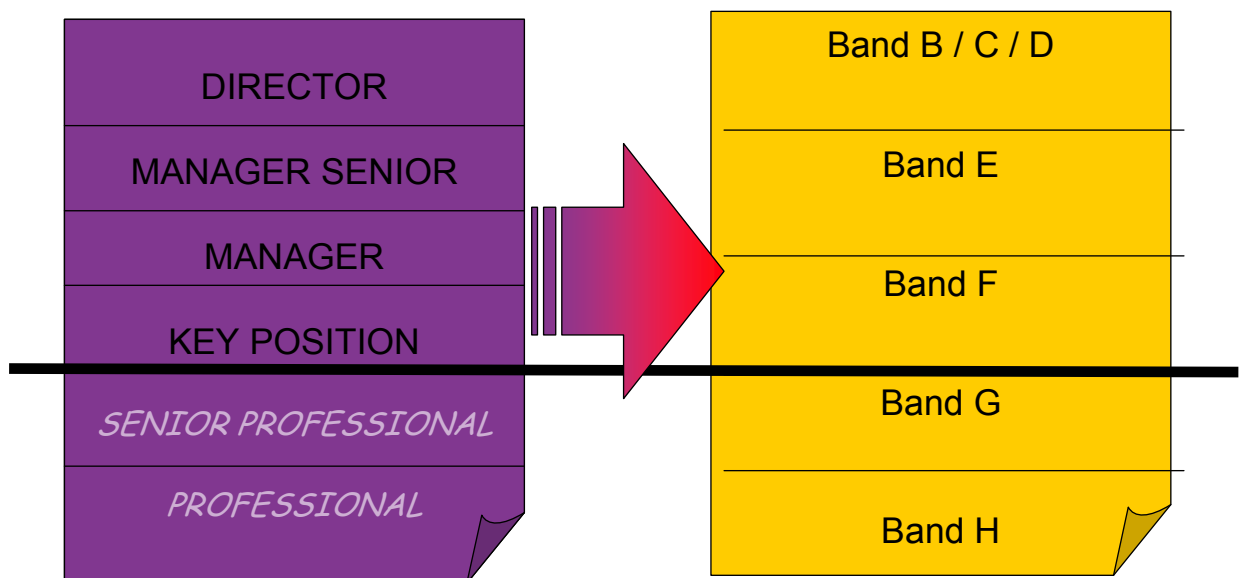 DIRECTOR
MANAGER SENIOR
MANAGER
KEY POSITION
SENIOR PROFESSIONAL
PROFESSIONAL
Band B / C / D
Band E
Band F
Band G
Band H